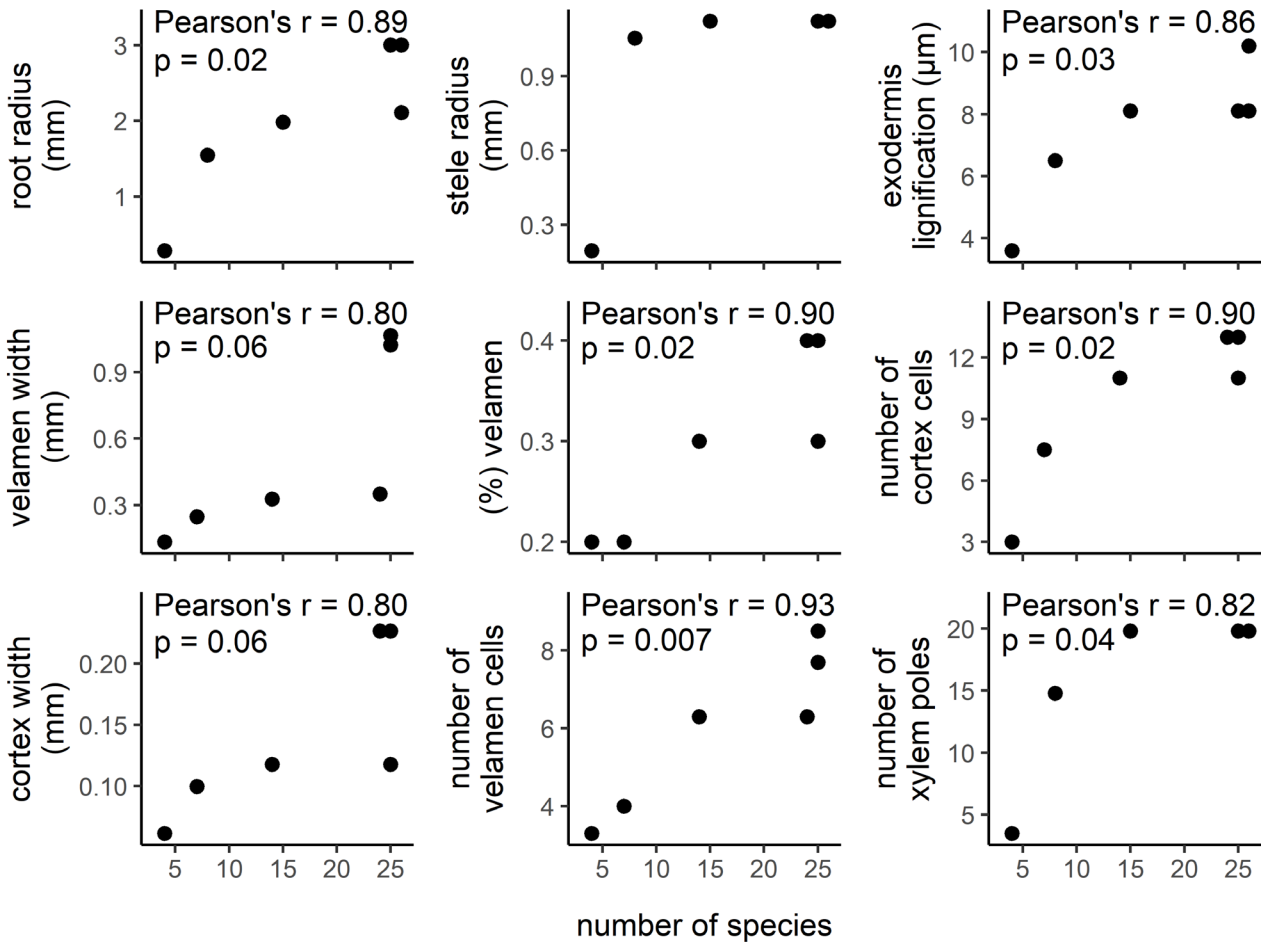 root radius
(mm)
Pearson's r = 0.89
p = 0.02
3
2
1
stele radius
(mm)
0.9
0.6
0.3
exodermis
lignification (µm)
Pearson's r = 0.86
p = 0.03
10
8
6
4
velamen width
(mm)
Pearson's r = 0.80
p = 0.06
0.9
0.6
0.3
(%) velamen
Pearson's r = 0.90
p = 0.02
0.4
0.3
0.2
number of
cortex cells
Pearson's r = 0.90
p = 0.02
12
9
6
3
cortex width
(mm)
Pearson's r = 0.80
p = 0.06
0.20
0.15
0.10
5 10 15 20 25
number of
velamen cells
Pearson's r = 0.93
p = 0.007
8
6
4
5 10 15 20 25
number of
xylem poles
Pearson's r = 0.82
p = 0.04
20
15
10
5
5 10 15 20 25
number of species